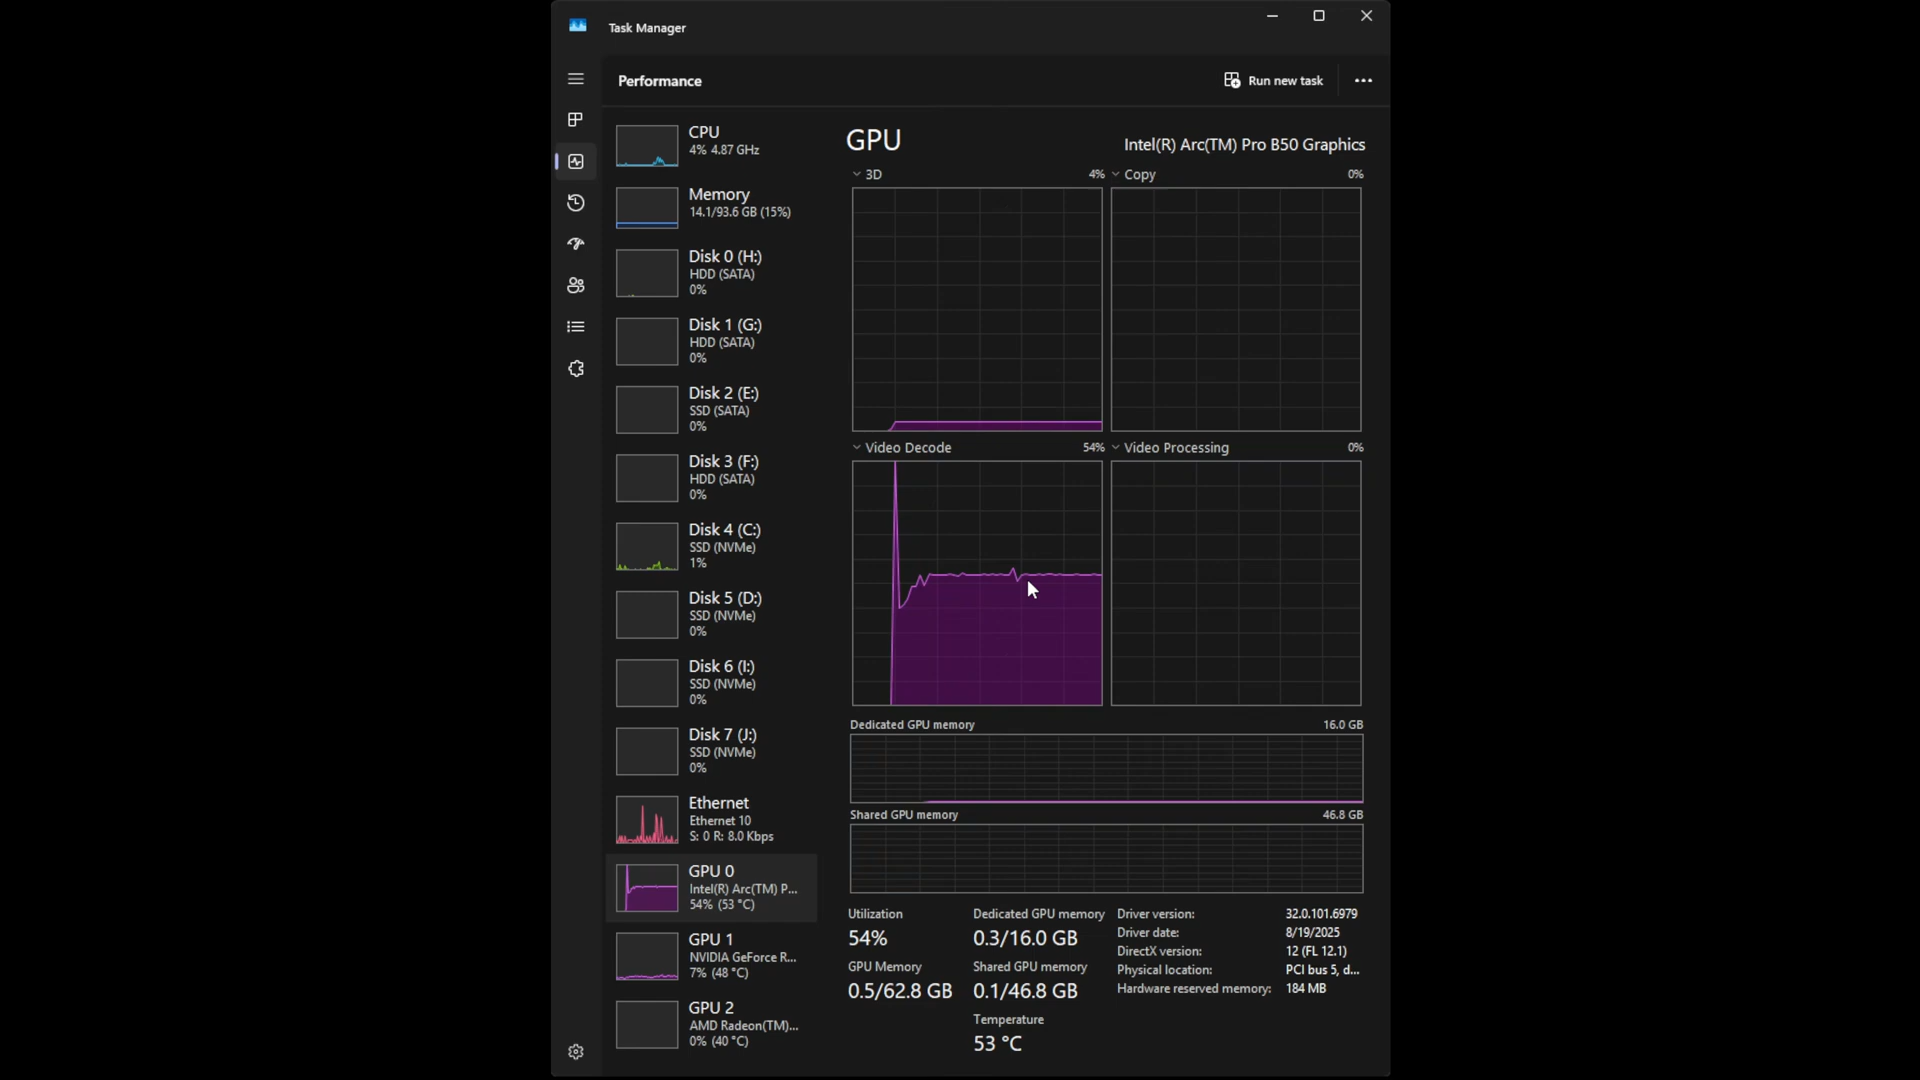 Task Manager
Performance
Run new task
CPU
4% 4.87 GHz
Memory
14.1/93.6 GB (15%)
Disk 0 (H:)
HDD (SATA)
0%
Disk 1 (G:)
HDD (SATA)
0%
Disk 2 (E:)
SSD (SATA)
0%
Disk 3 (F:)
HDD (SATA)
0%
Disk 4 (C:)
SSD (NVMe)
1%
Disk 5 (D:)
SSD (NVMe)
0%
Disk 6 (I:)
SSD (NVMe)
0%
Disk 7 (J:)
SSD (NVMe)
0%
Ethernet
Ethernet 10
S: 0 R: 8.0 Kbps
GPU 0
Intel(R) Arc(TM) P...
54% (53 °C)
GPU 1
NVIDIA GeForce R...
7% (48 °C)
GPU 2
AMD Radeon(TM)...
0% (40 °C)
GPU Intel(R) Arc(TM) Pro B50 Graphics
3D 4% Copy 0%
Video Decode 54% Video Processing 0%
Dedicated GPU memory 16.0 GB
Shared GPU memory 46.8 GB
Utilization
54%
GPU Memory
0.5/62.8 GB
Dedicated GPU memory
0.3/16.0 GB
Shared GPU memory
0.1/46.8 GB
Temperature
53 °C
Driver version: 32.0.101.6979
Driver date: 8/19/2025
DirectX version: 12 (FL 12.1)
Physical location: PCI bus 5, d...
Hardware reserved memory: 184 MB